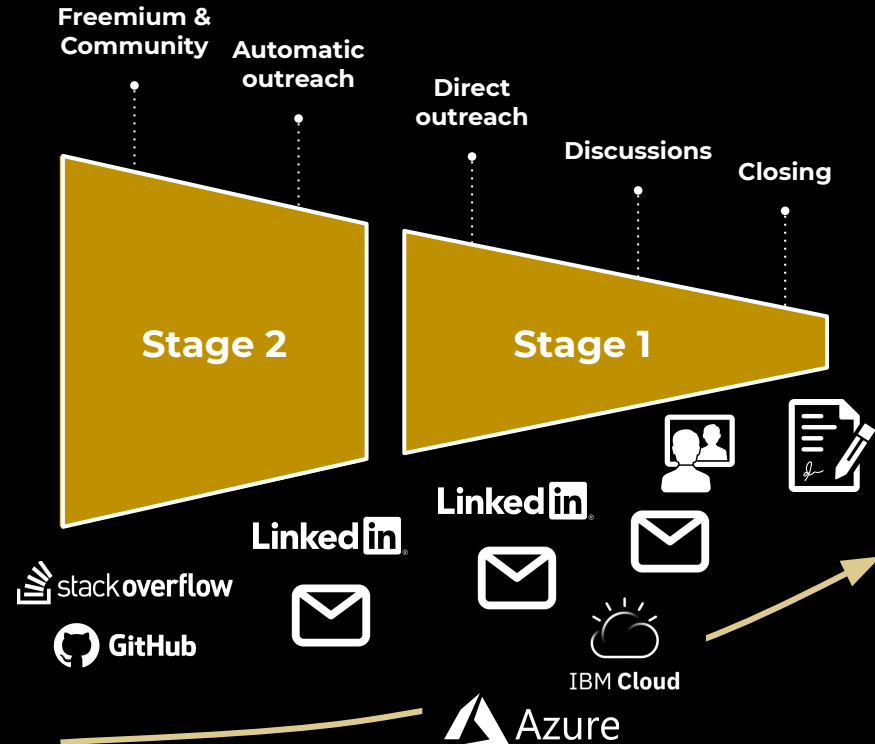 Freemium &
Community
Automatic
outreach
Direct
outreach
Discussions
Closing
Stage 2
Stage 1
LinkedIn
LinkedIn
stackoverflow
GitHub
IBM Cloud
Azure